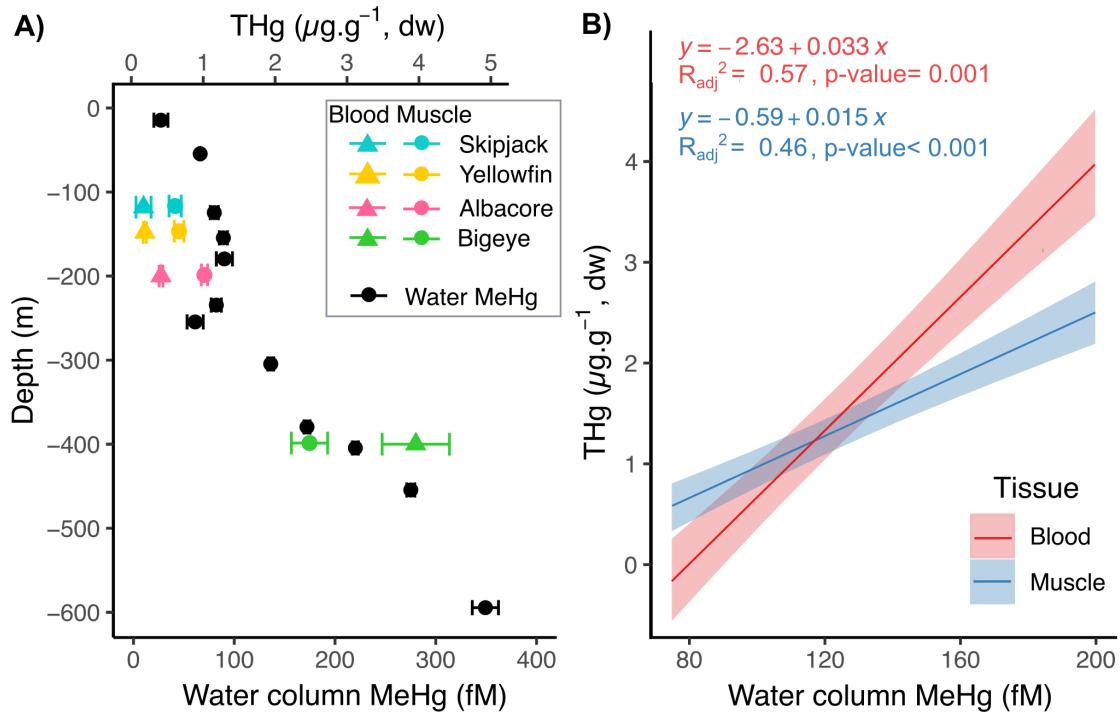 A)
THg (µg.g⁻¹, dw)
0 1 2 3 4 5
Depth (m)
0
−100
−200
−300
−400
−500
−600
Blood Muscle
Skipjack
Yellowfin
Albacore
Bigeye
Water MeHg
0 100 200 300 400
Water column MeHg (fM)
B)
y = −2.63 + 0.033 x
Radj² = 0.57 , p-value= 0.001
y = −0.59 + 0.015 x
Radj² = 0.46 , p-value< 0.001
THg (µg.g⁻¹ , dw)
4
3
2
1
0
Tissue
Blood
Muscle
80 120 160 200
Water column MeHg (fM)